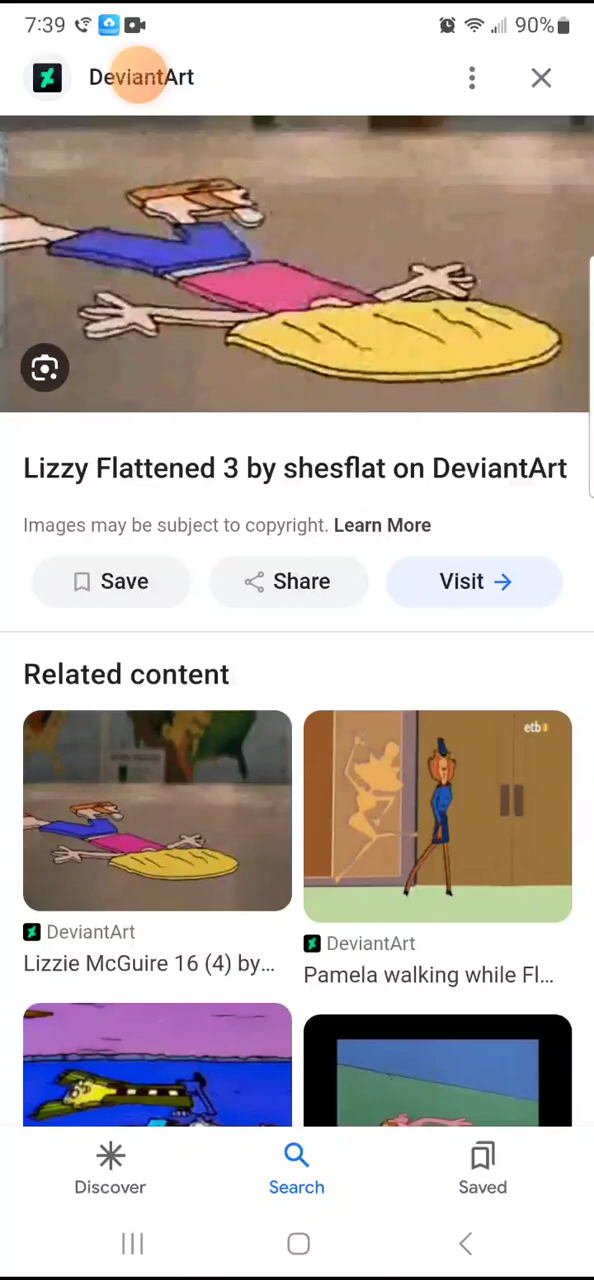 7:39
90%
DeviantArt
Lizzy Flattened 3 by shesflat on DeviantArt
Images may be subject to copyright. Learn More
Save
Share
Visit →
Related content
etb
DeviantArt
Lizzie McGuire 16 (4) by...
DeviantArt
Pamela walking while Fl...
Discover
Search
Saved